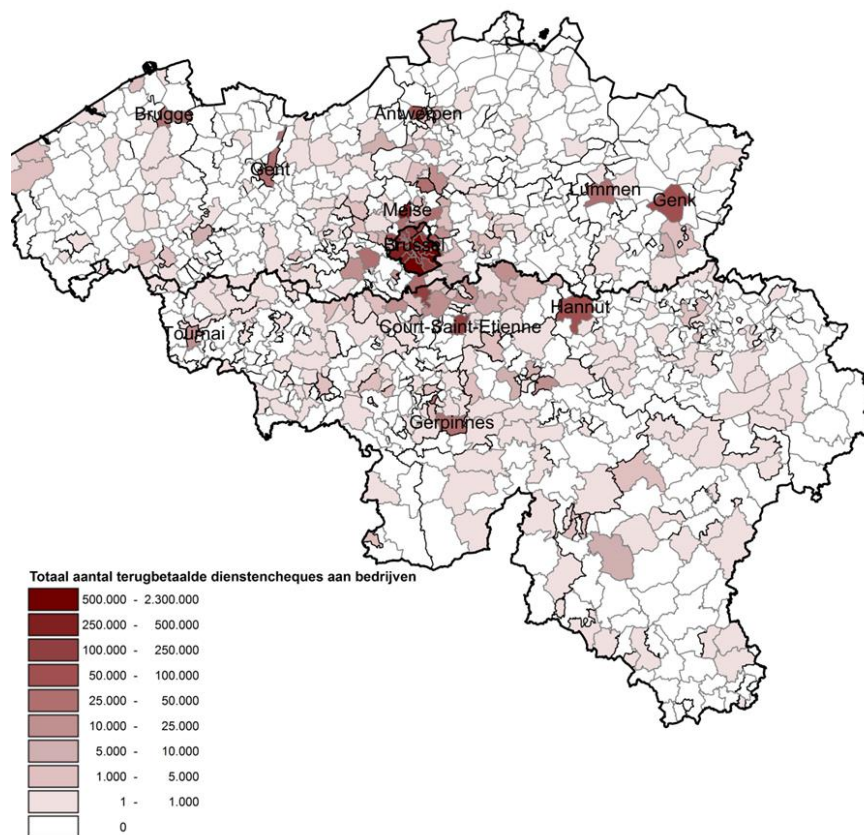 Brugge
Antwerpen
Gent
Lummen
Genk
Meise
Brussel
Hannut
Court-Saint-Etienne
Tournai
Gerpinnes
Totaal aantal terugbetaalde dienstencheques aan bedrijven
500.000 - 2.300.000
250.000 - 500.000
100.000 - 250.000
50.000 - 100.000
25.000 - 50.000
10.000 - 25.000
5.000 - 10.000
1.000 - 5.000
1 - 1.000
0